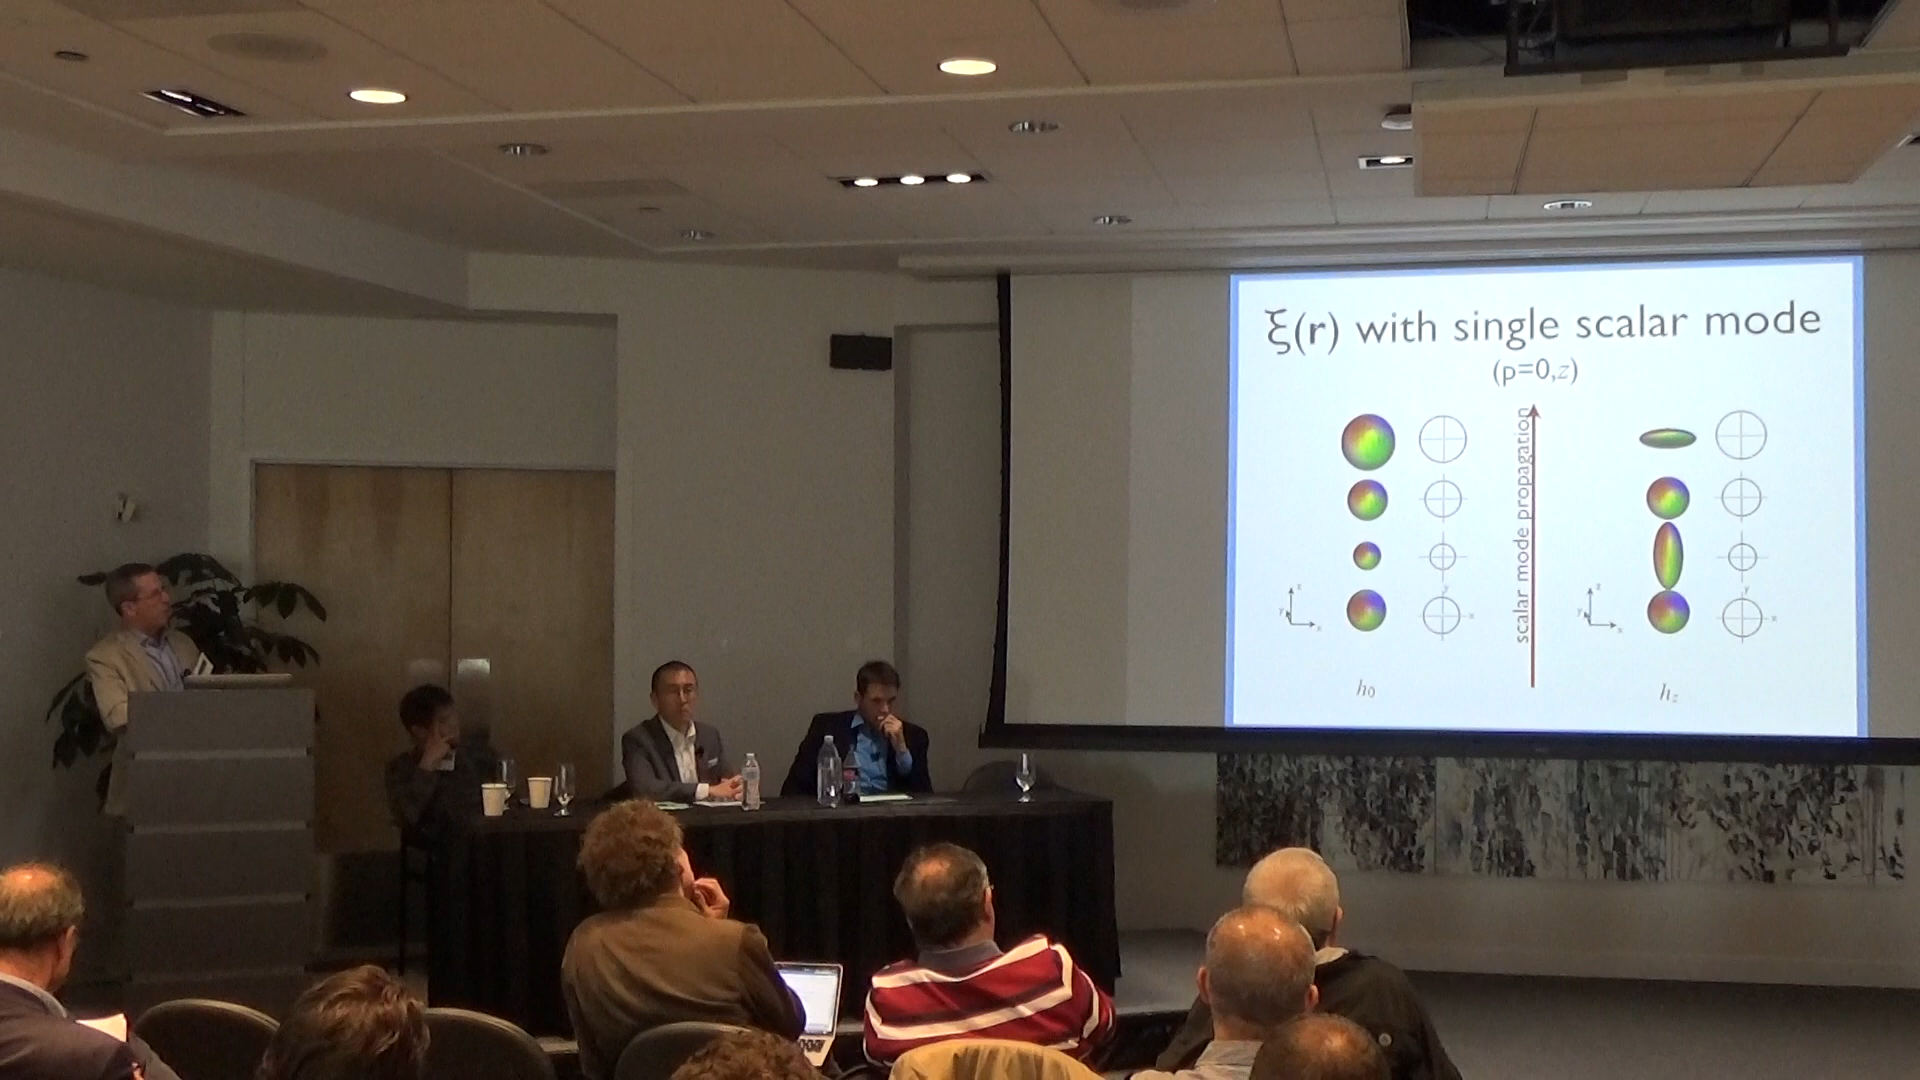 ξ(r) with single scalar mode
(p=0,z)
scalar mode propagation
z
y
x
y
x
z
y
x
y
x
h₀
h_z